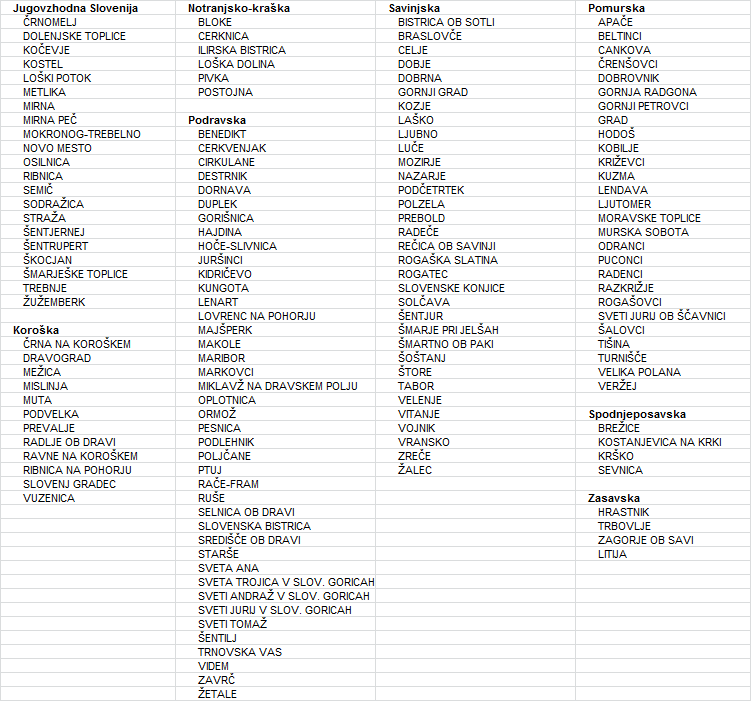 Jugovzhodna Slovenija
ČRNOMELJ
DOLENJSKE TOPLICE
KOČEVJE
KOSTEL
LOŠKI POTOK
METLIKA
MIRNA
MIRNA PEČ
MOKRONOG-TREBELNO
NOVO MESTO
OSILNICA
RIBNICA
SEMIČ
SODRAŽICA
STRAŽA
ŠENTJERNEJ
ŠENTRUPERT
ŠKOCJAN
ŠMARJEŠKE TOPLICE
TREBNJE
ŽUŽEMBERK
Koroška
ČRNA NA KOROŠKEM
DRAVOGRAD
MEŽICA
MISLINJA
MUTA
PODVELKA
PREVALJE
RADLJE OB DRAVI
RAVNE NA KOROŠKEM
RIBNICA NA POHORJU
SLOVENJ GRADEC
VUZENICA
Notranjsko-kraška
BLOKE
CERKNICA
ILIRSKA BISTRICA
LOŠKA DOLINA
PIVKA
POSTOJNA
Podravska
BENEDIKT
CERKVENJAK
CIRKULANE
DESTRNIK
DORNAVA
DUPLEK
GORIŠNICA
HAJDINA
HOČE-SLIVNICA
JURŠINCI
KIDRIČEVO
KUNGOTA
LENART
LOVRENC NA POHORJU
MAJŠPERK
MAKOLE
MARIBOR
MARKOVCI
MIKLAVŽ NA DRAVSKEM POLJU
OPLOTNICA
ORMOŽ
PESNICA
PODLEHNIK
POLJČANE
PTUJ
RAČE-FRAM
RUŠE
SELNICA OB DRAVI
SLOVENSKA BISTRICA
SREDIŠČE OB DRAVI
STARŠE
SVETA ANA
SVETA TROJICA V SLOV. GORICAH
SVETI ANDRAŽ V SLOV. GORICAH
SVETI JURIJ V SLOV. GORICAH
SVETI TOMAŽ
ŠENTILJ
TRNOVSKA VAS
VIDEM
ZAVRČ
ŽETALE
Savinjska
BISTRICA OB SOTLI
BRASLOVČE
CELJE
DOBJE
DOBRNA
GORNJI GRAD
KOZJE
LAŠKO
LJUBNO
LUČE
MOZIRJE
NAZARJE
PODČETRTEK
POLZELA
PREBOLD
RADEČE
REČICA OB SAVINJI
ROGAŠKA SLATINA
ROGATEC
SLOVENSKE KONJICE
SOLČAVA
ŠENTJUR
ŠMARJE PRI JELŠAH
ŠMARTNO OB PAKI
ŠOŠTANJ
ŠTORE
TABOR
VELENJE
VITANJE
VOJNIK
VRANSKO
ZREČE
ŽALEC
Pomurska
APAČE
BELTINCI
CANKOVA
ČRENŠOVCI
DOBROVNIK
GORNJA RADGONA
GORNJI PETROVCI
GRAD
HODOŠ
KOBILJE
KRIŽEVCI
KUZMA
LENDAVA
LJUTOMER
MORAVSKE TOPLICE
MURSKA SOBOTA
ODRANCI
PUCONCI
RADENCI
RAZKRIŽJE
ROGAŠOVCI
SVETI JURIJ OB ŠČAVNICI
ŠALOVCI
TIŠINA
TURNIŠČE
VELIKA POLANA
VERŽEJ
Spodnjeposavska
BREŽICE
KOSTANJEVICA NA KRKI
KRŠKO
SEVNICA
Zasavska
HRASTNIK
TRBOVLJE
ZAGORJE OB SAVI
LITIJA